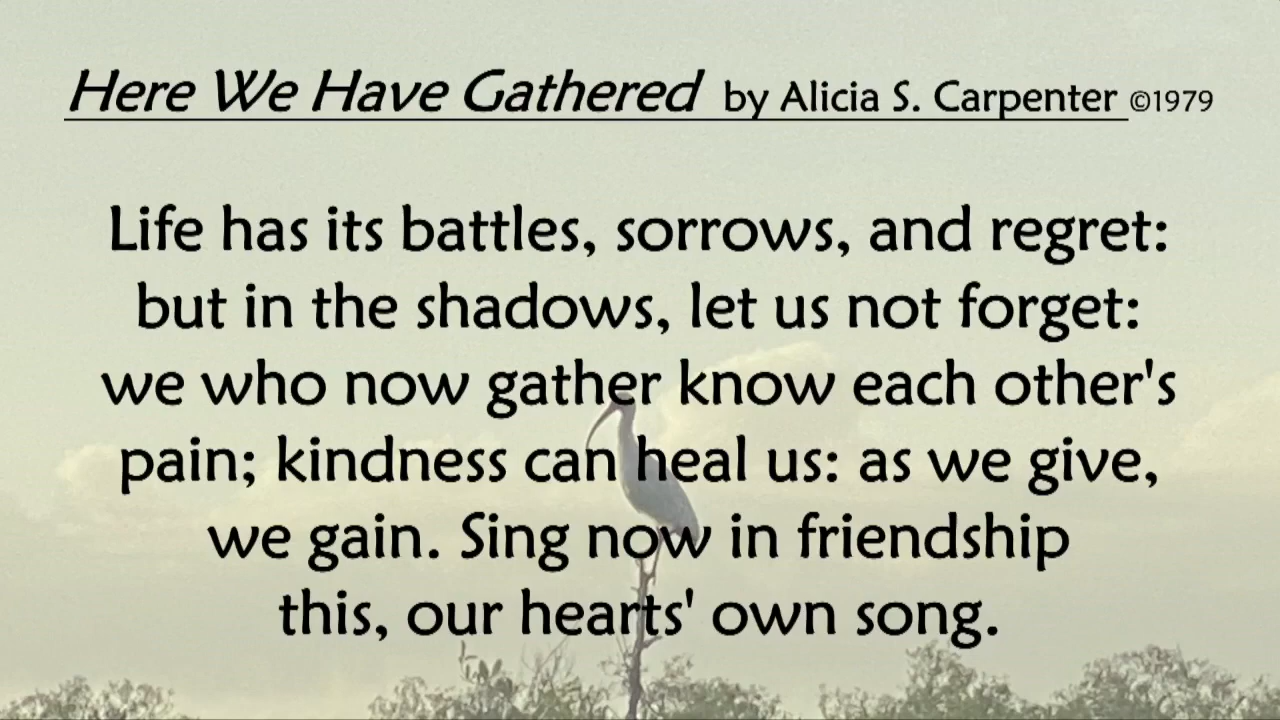 Here We Have Gathered by Alicia S. Carpenter ©1979
Life has its battles, sorrows, and regret:
but in the shadows, let us not forget:
we who now gather know each other's
pain; kindness can heal us: as we give,
we gain. Sing now in friendship
this, our hearts' own song.